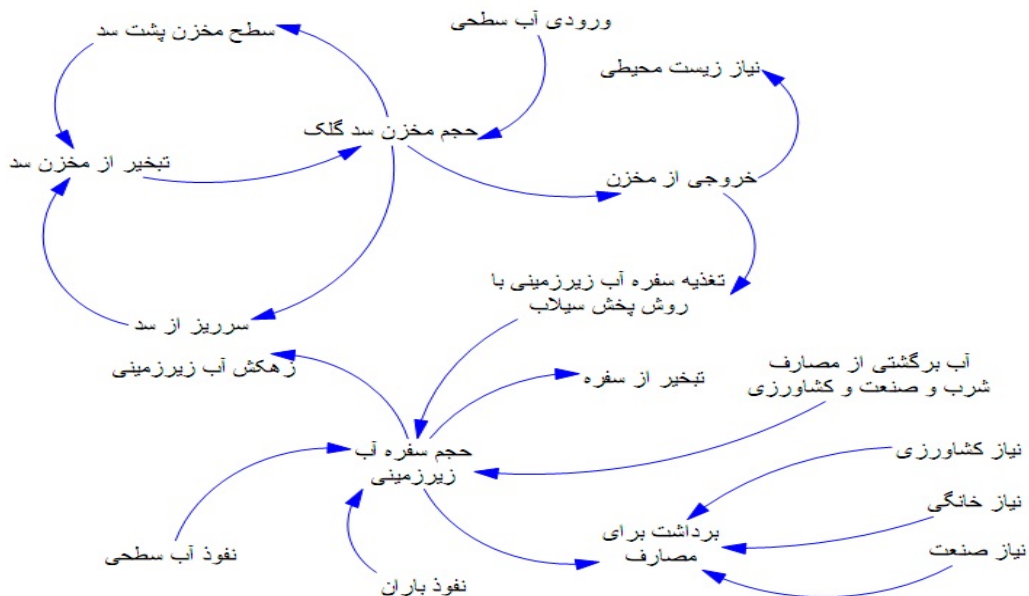 ورودی آب سطحی
سطح مخزن پشت سد
نیاز زیست محیطی
حجم مخزن سد گلک
تبخیر از مخزن سد
خروجی از مخزن
تغذیه سفره آب زیرزمینی با
روش پخش سیلاب
سرریز از سد
زهکش آب زیرزمینی
تبخیر از سفره
آب برگشتی از مصارف
شرب و صنعت و کشاورزی
حجم سفره آب
زیرزمینی
نیاز کشاورزی
نیاز خانگی
برداشت برای
مصارف
نیاز صنعت
نفوذ آب سطحی
نفوذ باران